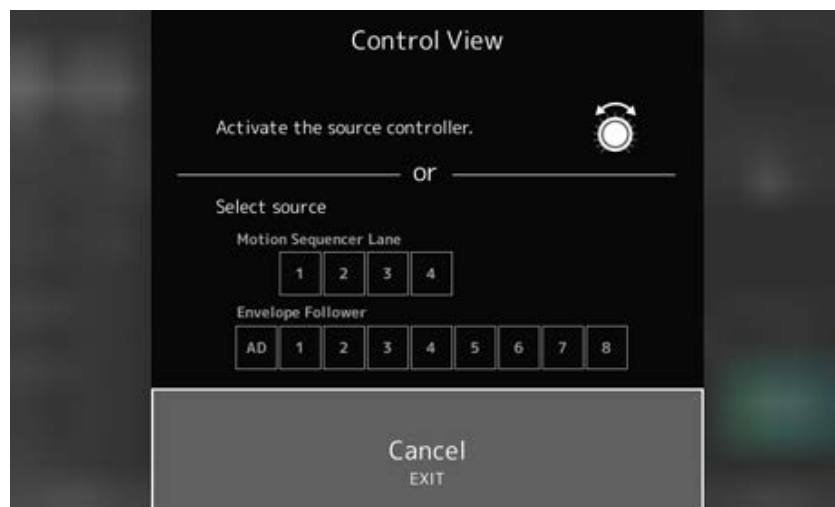 Control View
Activate the source controller.
or
Select source
Motion Sequencer Lane
1 2 3 4
Envelope Follower
AD 1 2 3 4 5 6 7 8
Cancel
EXIT